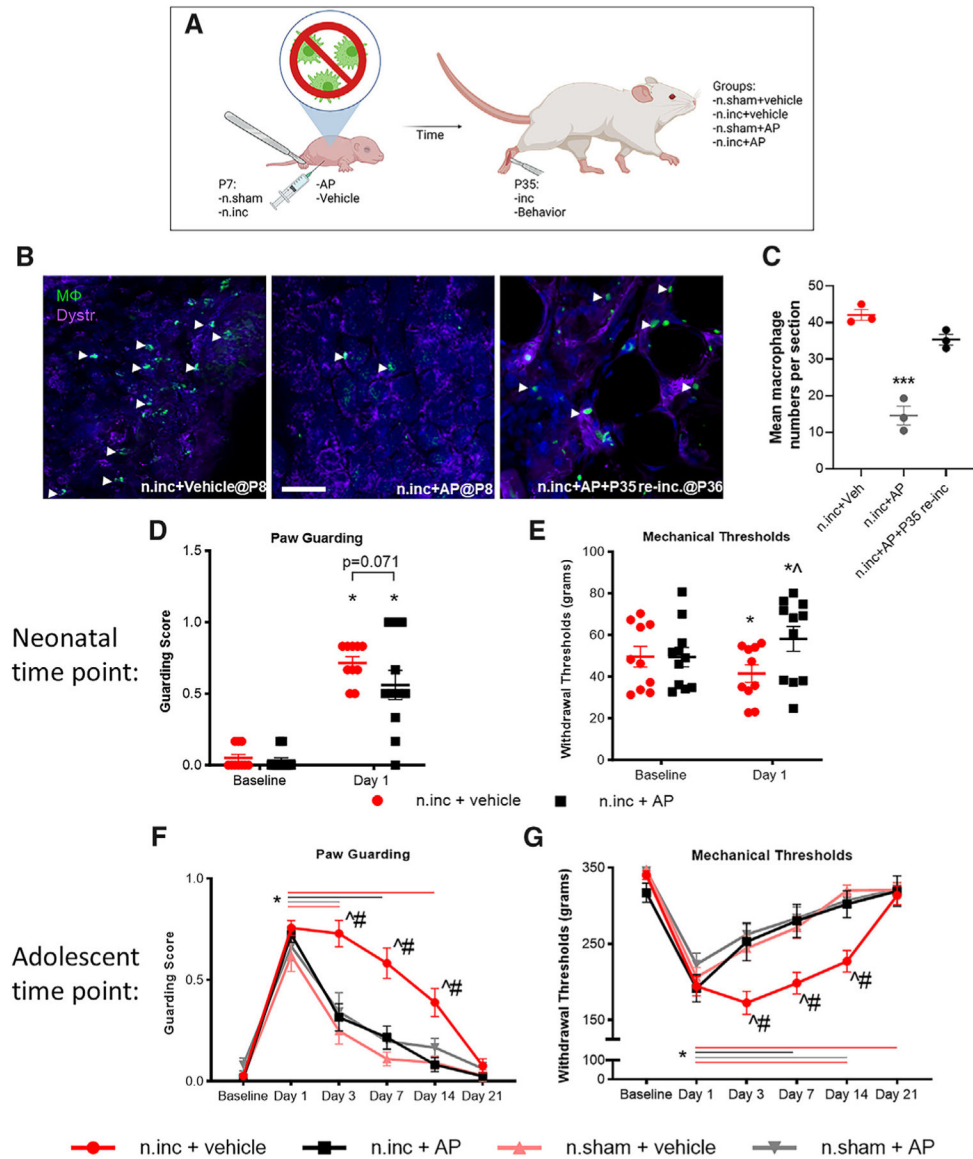 A
Groups:
-n.sham+vehicle
-n.inc+vehicle
-n.sham+AP
-n.inc+AP
Time
P7:
-n.sham
-n.inc
-AP
-Vehicle
P35:
-inc
-Behavior
B
MΦ
Dystr.
n.inc+Vehicle@P8
n.inc+AP@P8
n.inc+AP+P35 re-inc.@P36
C
Mean macrophage
numbers per section
50
40
30
20
10
0
***
n.inc+Veh
n.inc+AP
n.inc+AP+P35 re-inc
Neonatal
time point:
D
Paw Guarding
Guarding Score
1.5
1.0
0.5
0.0
p=0.071
*
*
Baseline
Day 1
E
Mechanical Thresholds
Withdrawal Thresholds (grams)
100
80
60
40
20
0
*
*^
Baseline
Day 1
n.inc + vehicle
n.inc + AP
Adolescent
time point:
F
Paw Guarding
Guarding Score
1.0
0.5
0.0
*
^#
^#
^#
Baseline Day 1 Day 3 Day 7 Day 14 Day 21
G
Mechanical Thresholds
Withdrawal Thresholds (grams)
350
250
150
100
0
^#
^#
^#
*
Baseline Day 1 Day 3 Day 7 Day 14 Day 21
n.inc + vehicle
n.inc + AP
n.sham + vehicle
n.sham + AP